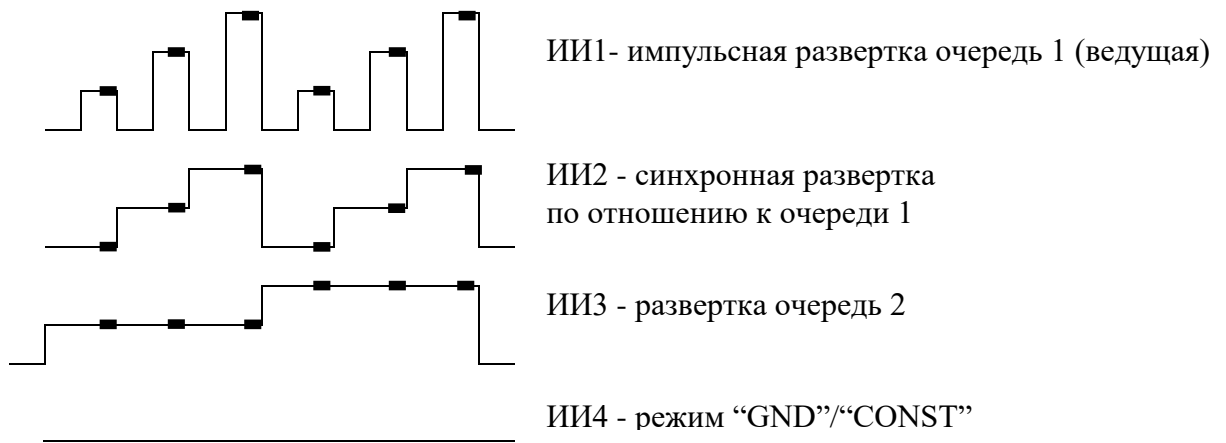 ИИ1- импульсная развертка очередь 1 (ведущая)
ИИ2 - синхронная развертка
по отношению к очереди 1
ИИ3 - развертка очередь 2
ИИ4 - режим “GND”/“CONST”